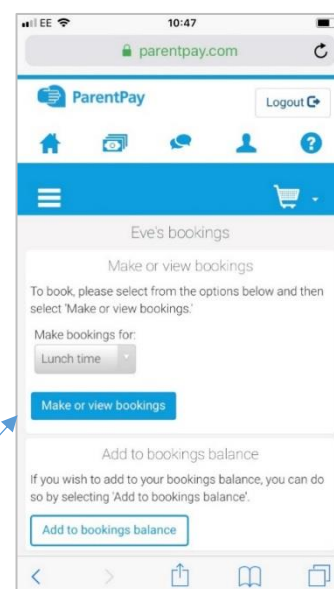 EE 10:47
parentpay.com
ParentPay Logout
?
Eve's bookings
Make or view bookings
To book, please select from the options below and then
select 'Make or view bookings.'
Make bookings for:
Lunch time
Make or view bookings
Add to bookings balance
If you wish to add to your bookings balance, you can do
so by selecting 'Add to bookings balance'.
Add to bookings balance